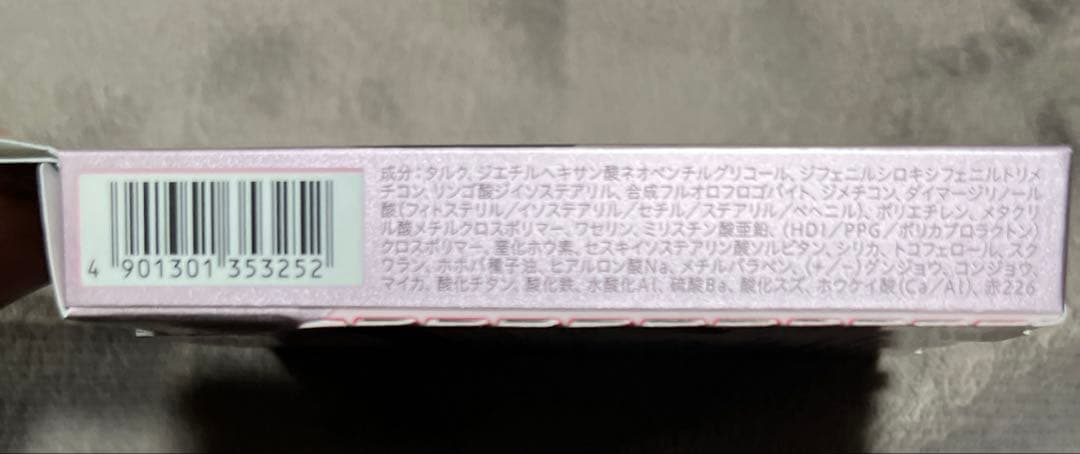 成分：タルク、ジエチルヘキサン酸ネオペンチルグリコール、ジフェニルシロキシフェニルトリメ
チコン、リンゴ酸ジイソステアリル、合成フルオロフロゴパイト、ジメチコン、ダイマージリノール
酸(フィトステリル／イソステアリル／セチル／ステアリル／ベヘニル)、ポリエチレン、メタクリ
ル酸メチルクロスポリマー、ワセリン、ミリスチン酸亜鉛、(HDI／PPG／ポリカプロラクトン)
クロスポリマー、窒化ホウ素、セスキイソステアリン酸ソルビタン、シリカ、トコフェロール、スク
ワラン、ホホバ種子油、ヒアルロン酸Na、メチルパラベン、(+／−)グンジョウ、コンジョウ、
マイカ、酸化チタン、酸化鉄、水酸化Al、硫酸Ba、酸化スズ、ホウケイ酸(Ca／Al)、赤226
4 901301 353252